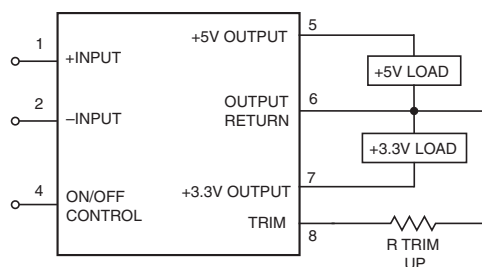 +5V OUTPUT
5
1
+INPUT
+5V LOAD
2
–INPUT
OUTPUT
RETURN
6
+3.3V LOAD
4
ON/OFF
CONTROL
+3.3V OUTPUT
7
TRIM
8
R TRIM
UP